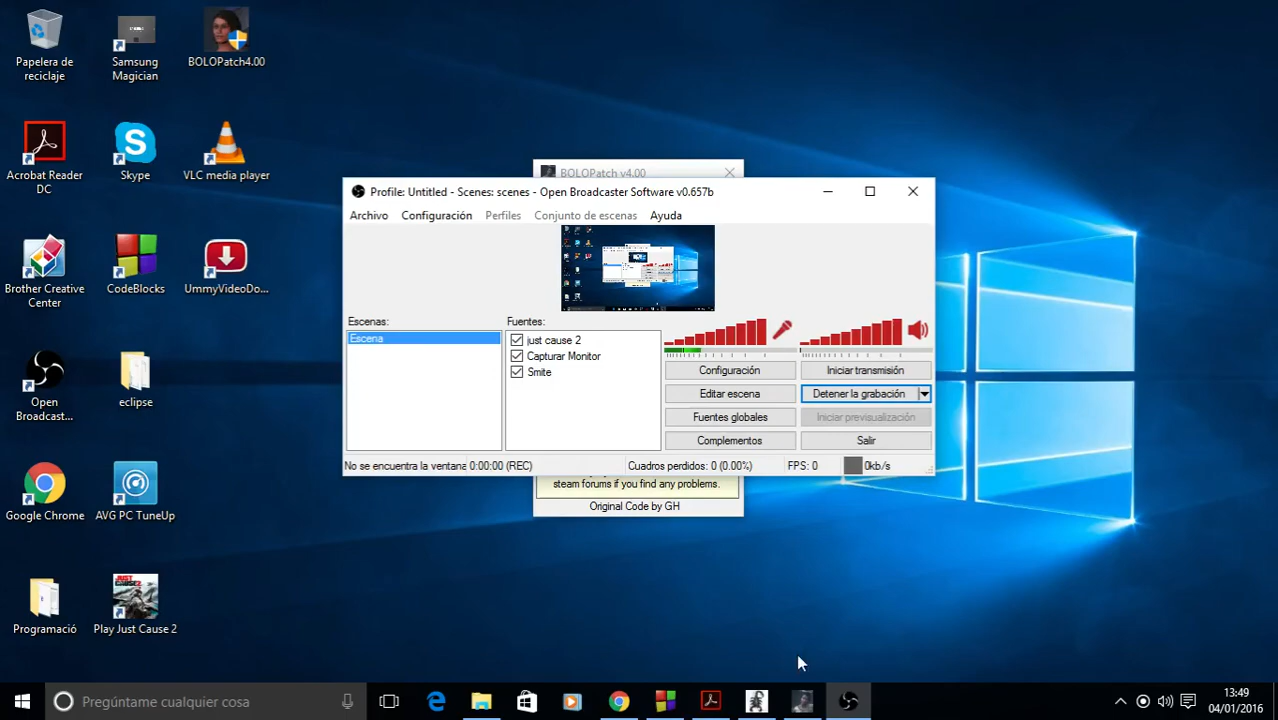 Papelera de
reciclaje
Samsung
Magician
BOLOPatch4.00
Acrobat Reader
DC
Skype
VLC media player
Brother Creative
Center
CodeBlocks
UmmyVideoDo...
Open
Broadcast...
eclipse
Google Chrome
AVG PC TuneUp
Programació
JUST CAUSE 2
Play Just Cause 2
BOLOPatch v4.00
Profile: Untitled - Scenes: scenes - Open Broadcaster Software v0.657b
Archivo Configuración Perfiles Conjunto de escenas Ayuda
Escenas:
Escena
Fuentes:
just cause 2
Capturar Monitor
Smite
Configuración Iniciar transmisión
Editar escena Detener la grabación
Fuentes globales Iniciar previsualización
Complementos Salir
No se encuentra la ventana 0:00:00 (REC) Cuadros perdidos: 0 (0.00%) FPS: 0 0kb/s
steam forums if you find any problems.
Original Code by GH
Pregúntame cualquier cosa
13:49
04/01/2016